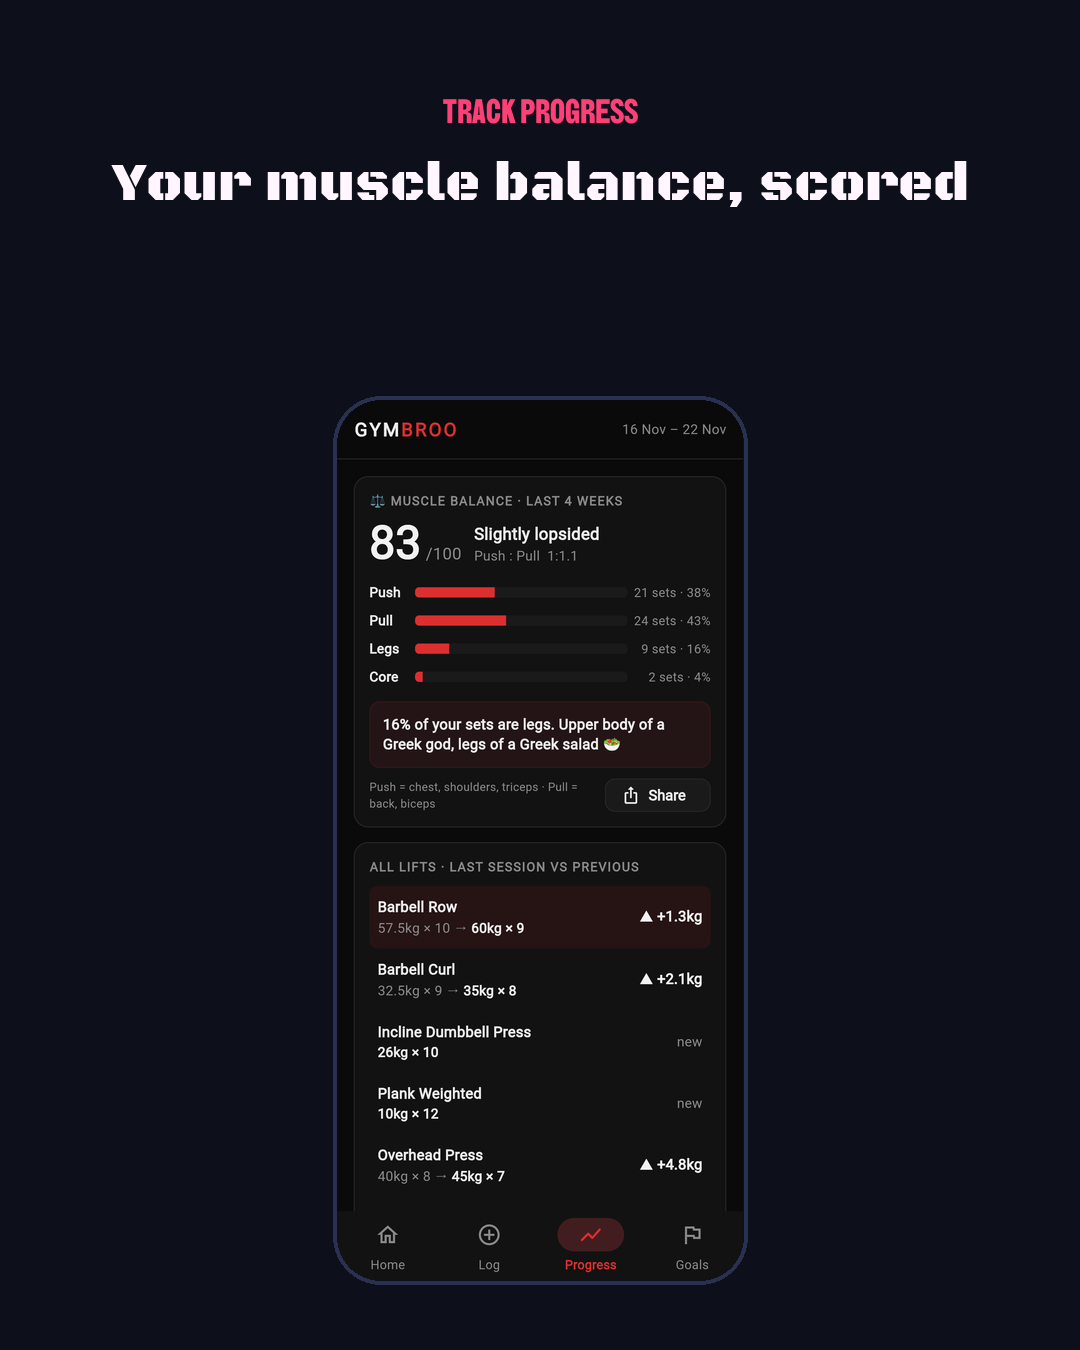 TRACK PROGRESS
Your muscle balance, scored
GYMBROO 16 Nov – 22 Nov
⚖️ MUSCLE BALANCE · LAST 4 WEEKS
83 /100 Slightly lopsided
Push : Pull 1:1.1
Push 21 sets · 38%
Pull 24 sets · 43%
Legs 9 sets · 16%
Core 2 sets · 4%
16% of your sets are legs. Upper body of a
Greek god, legs of a Greek salad 🥗
Push = chest, shoulders, triceps · Pull =
back, biceps
Share
ALL LIFTS · LAST SESSION VS PREVIOUS
Barbell Row
57.5kg × 10 → 60kg × 9
▲ +1.3kg
Barbell Curl
32.5kg × 9 → 35kg × 8
▲ +2.1kg
Incline Dumbbell Press
26kg × 10
new
Plank Weighted
10kg × 12
new
Overhead Press
40kg × 8 → 45kg × 7
▲ +4.8kg
Home Log Progress Goals